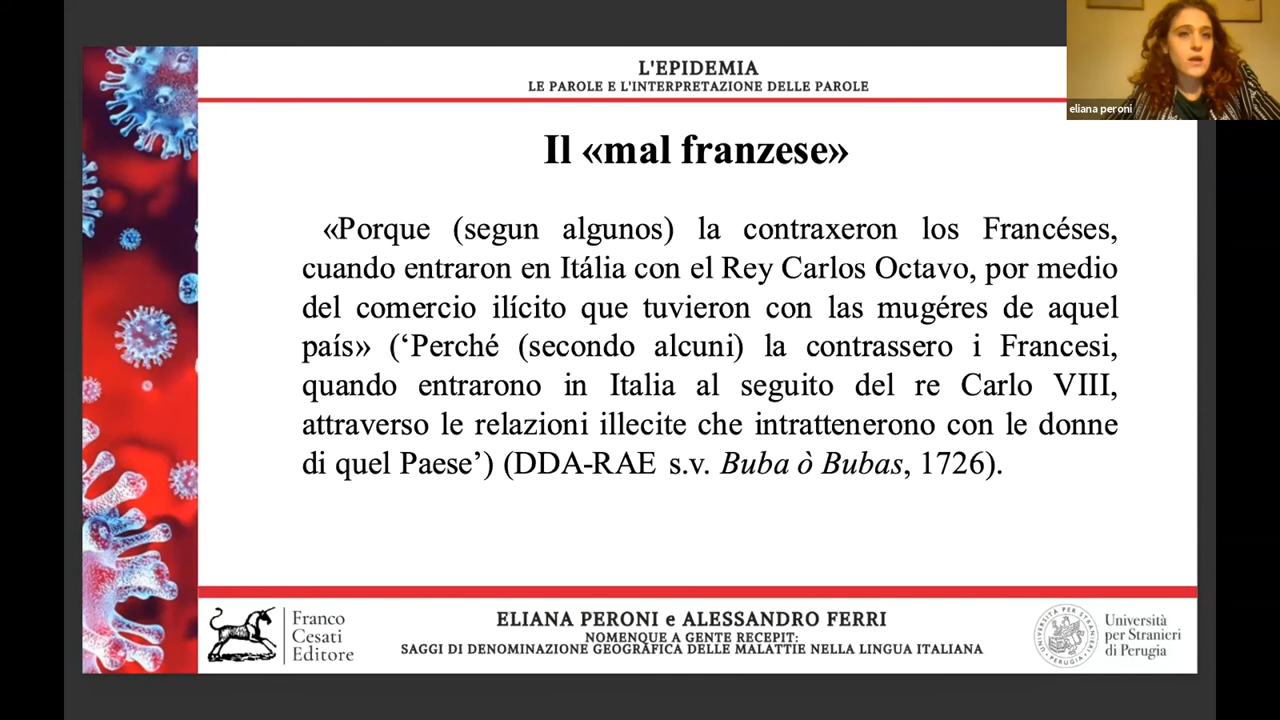 L'EPIDEMIA
LE PAROLE E L'INTERPRETAZIONE DELLE PAROLE
eliana peroni
Il «mal franzese»
«Porque (segun algunos) la contraxeron los Francéses,
cuando entraron en Itália con el Rey Carlos Octavo, por medio
del comercio ilícito que tuvieron con las mugéres de aquel
país» (‘Perché (secondo alcuni) la contrassero i Francesi,
quando entrarono in Italia al seguito del re Carlo VIII,
attraverso le relazioni illecite che intrattenerono con le donne
di quel Paese’) (DDA-RAE s.v. Buba ò Bubas, 1726).
Franco
Cesati
Editore
ELIANA PERONI e ALESSANDRO FERRI
NOMENQUE A GENTE RECEPIT:
SAGGI DI DENOMINAZIONE GEOGRAFICA DELLE MALATTIE NELLA LINGUA ITALIANA
Università
per Stranieri
di Perugia